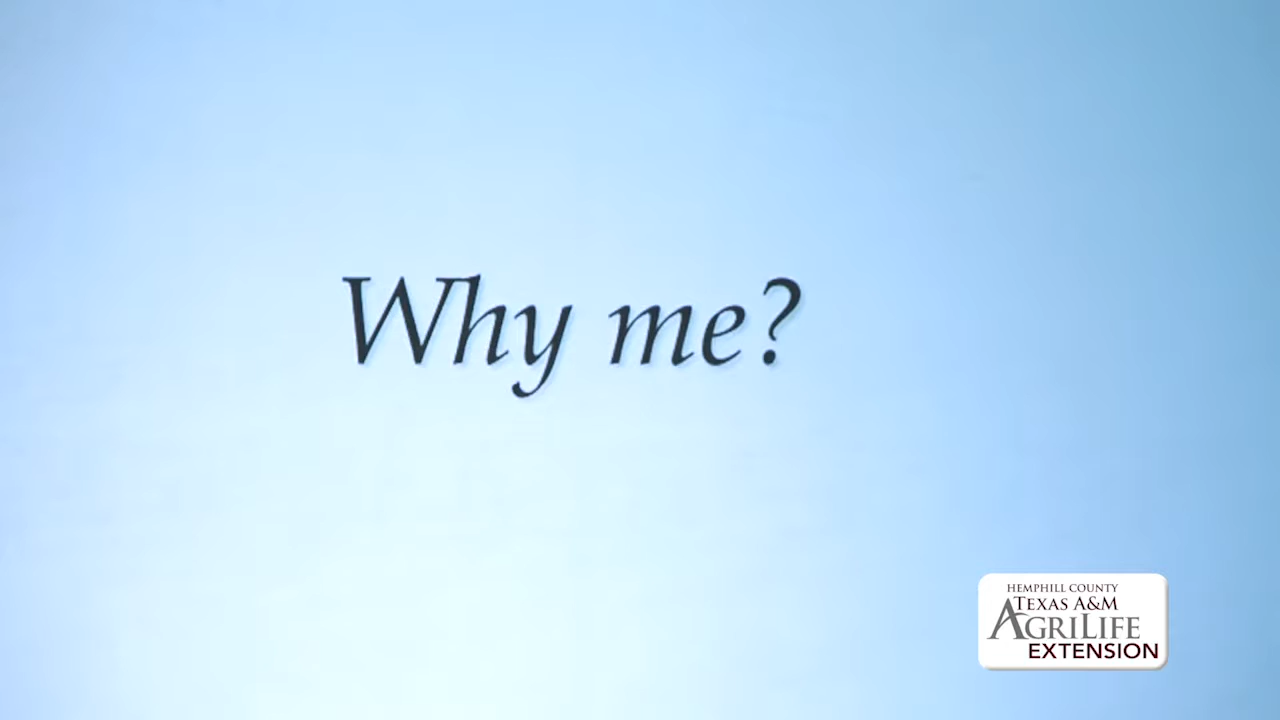 Why me?
HEMPHILL COUNTY
TEXAS A&M
AGRILIFE
EXTENSION